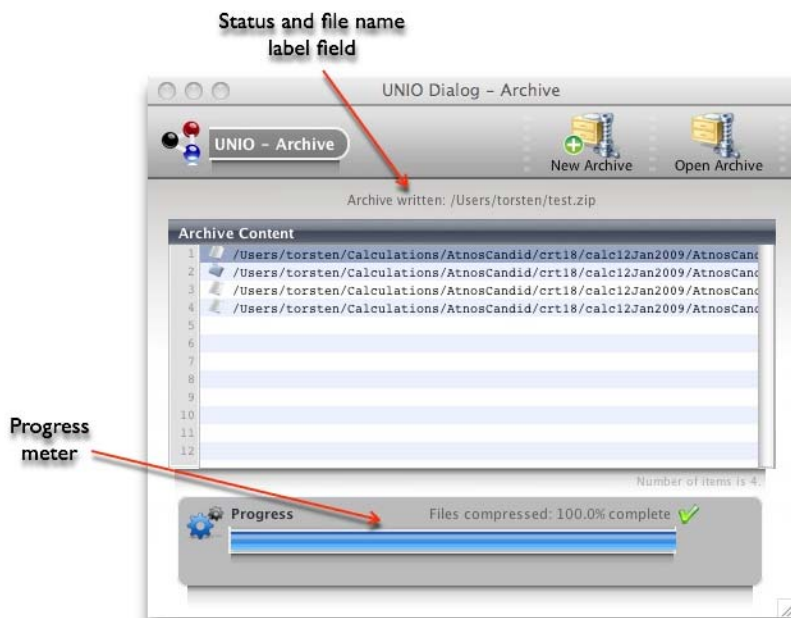 Status and file name
label field
UNIO Dialog – Archive
UNIO – Archive
New Archive
Open Archive
Archive written: /Users/torsten/test.zip
Archive Content
1 /Users/torsten/Calculations/AtnosCandid/crt18/calc12Jan2009/AtnosCand
2 /Users/torsten/Calculations/AtnosCandid/crt18/calc12Jan2009/AtnosCand
3 /Users/torsten/Calculations/AtnosCandid/crt18/calc12Jan2009/AtnosCand
4 /Users/torsten/Calculations/AtnosCandid/crt18/calc12Jan2009/AtnosCand
5
6
7
8
9
10
11
12
Progress
meter
Number of items is 4.
Progress
Files compressed: 100.0% complete